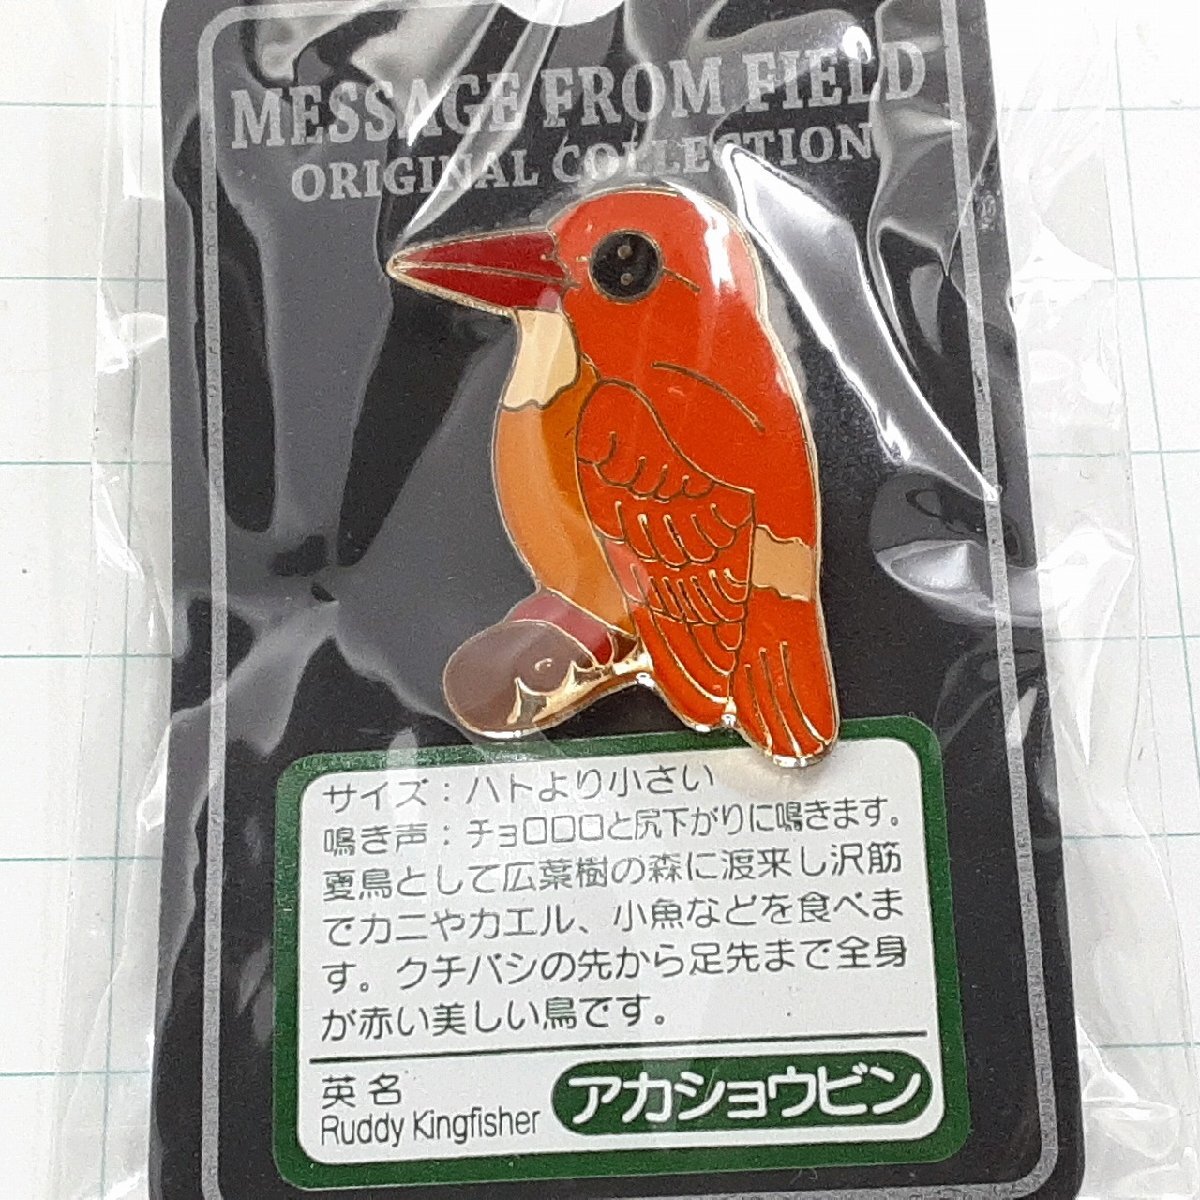 MESSAGE FROM FIELD
ORIGINAL COLLECTION
サイズ：ハトより小さい
鳴き声：チョロロロと尻下がりに鳴きます。
夏鳥として広葉樹の森に渡来し沢筋
でカニやカエル、小魚などを食べま
す。クチバシの先から足先まで全身
が赤い美しい鳥です。
英名
Ruddy Kingfisher
アカショウビン